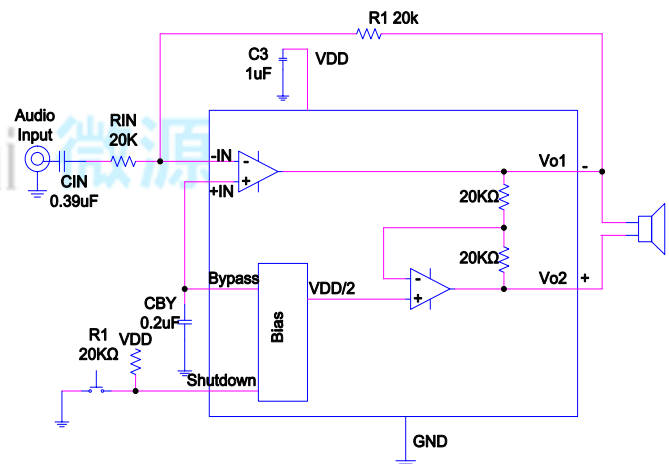 R1 20k
C3
1uF
VDD
Audio
Input
RIN
20K
微源
-IN
-
+
+IN
CIN
0.39uF
Vo1
-
20KΩ
20KΩ
Vo2
+
-
+
Bypass
VDD/2
CBY
0.2uF
Bias
R1
20KΩ
VDD
Shutdown
GND